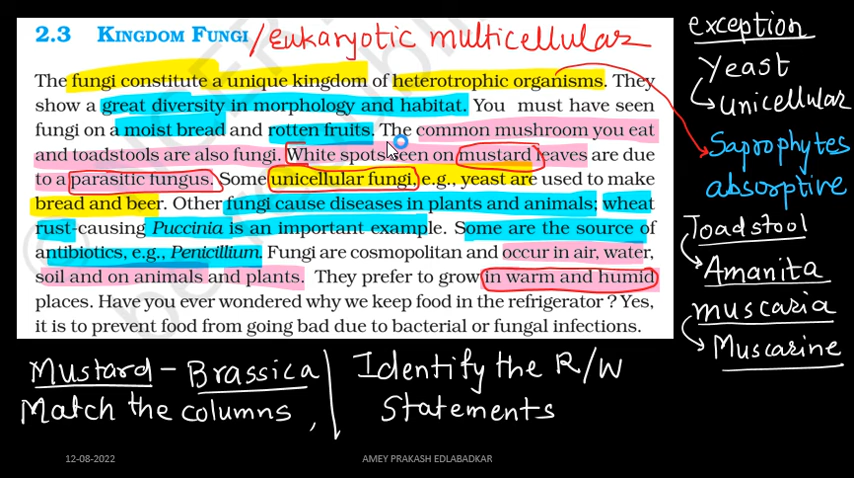 2.3 KINGDOM FUNGI /eukaryotic multicellular
The fungi constitute a unique kingdom of heterotrophic organisms. They
show a great diversity in morphology and habitat. You must have seen
fungi on a moist bread and rotten fruits. The common mushroom you eat
and toadstools are also fungi. White spots seen on mustard leaves are due
to a parasitic fungus. Some unicellular fungi, e.g., yeast are used to make
bread and beer. Other fungi cause diseases in plants and animals; wheat
rust-causing Puccinia is an important example. Some are the source of
antibiotics, e.g., Penicillium. Fungi are cosmopolitan and occur in air, water,
soil and on animals and plants. They prefer to grow in warm and humid
places. Have you ever wondered why we keep food in the refrigerator ? Yes,
it is to prevent food from going bad due to bacterial or fungal infections.
exception
Yeast
unicellular
Saprophytes
absorptive
Toadstool
Amanita
muscaria
Muscarine
Mustard - Brassica
Match the columns,
Identify the R/W
Statements
12-08-2022
AMEY PRAKASH EDLABADKAR